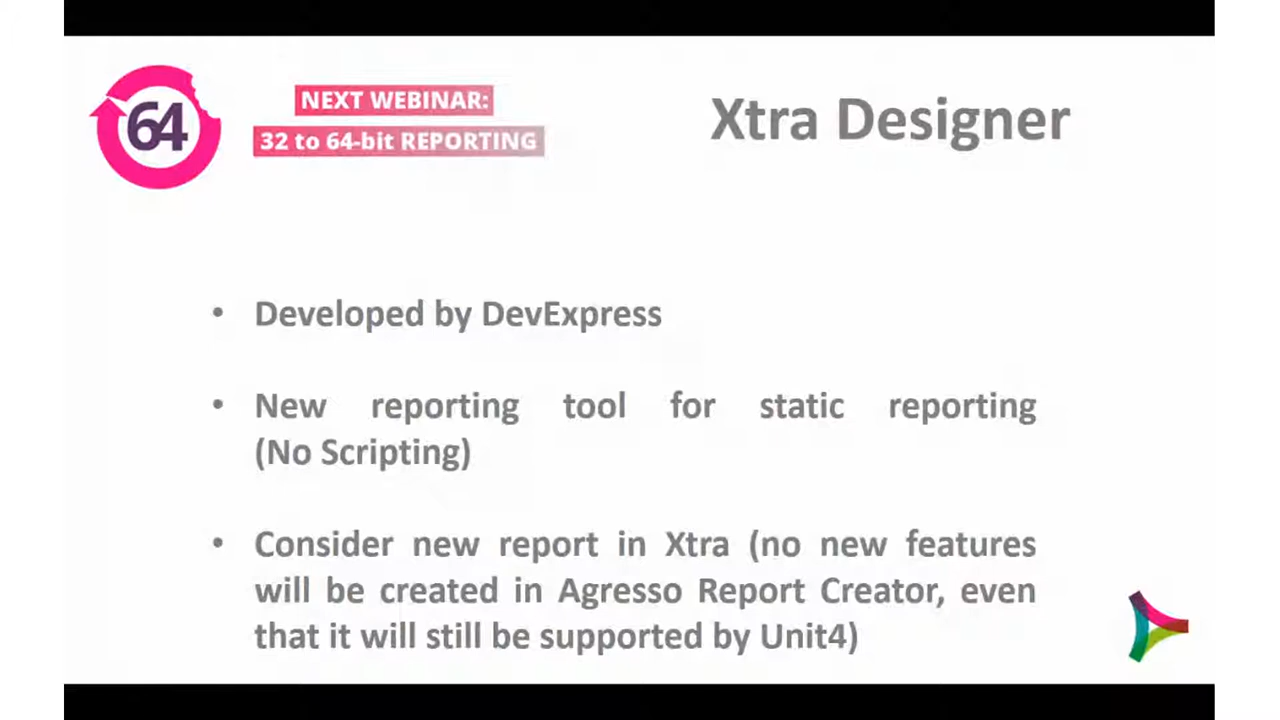 64
NEXT WEBINAR:
32 to 64-bit REPORTING
Xtra Designer
• Developed by DevExpress
• New reporting tool for static reporting
(No Scripting)
• Consider new report in Xtra (no new features
will be created in Agresso Report Creator, even
that it will still be supported by Unit4)